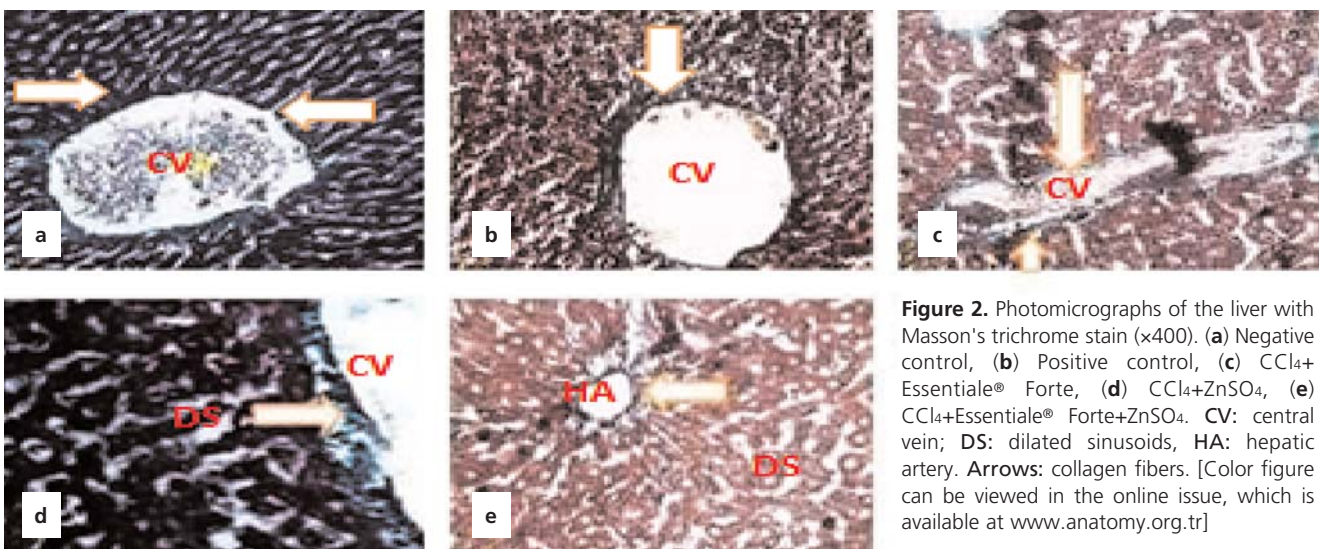 CV
a
CV
b
CV
c
DS
CV
d
HA
DS
e
Figure 2. Photomicrographs of the liver with
Masson's trichrome stain (×400). (a) Negative
control, (b) Positive control, (c) CCl4+
Essentiale® Forte, (d) CCl4+ZnSO4, (e)
CCl4+Essentiale® Forte+ZnSO4. CV: central
vein; DS: dilated sinusoids, HA: hepatic
artery. Arrows: collagen fibers. [Color figure
can be viewed in the online issue, which is
available at www.anatomy.org.tr]